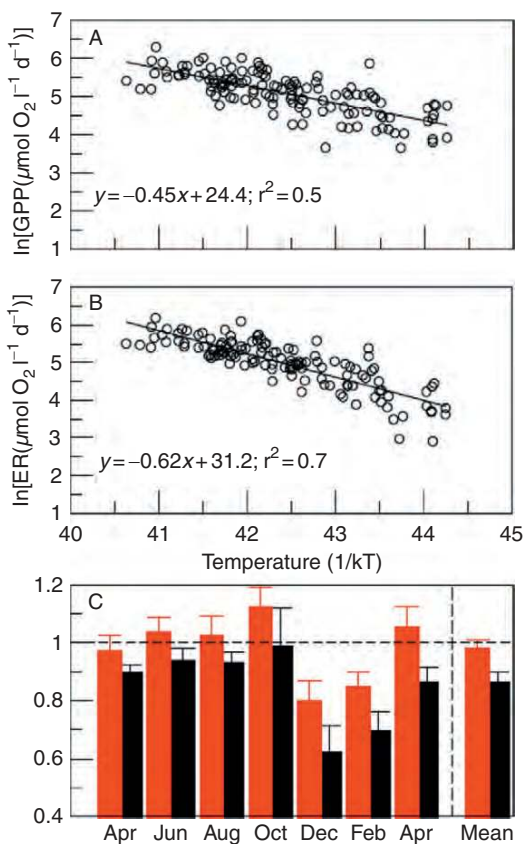 7
A
6
5
4
3
2
1
ln[GPP(μmol O₂ l⁻¹ d⁻¹)]
y=−0.45x+24.4; r²=0.5
7
B
6
5
4
3
2
1
ln[ER(μmol O₂ l⁻¹ d⁻¹)]
y=−0.62x+31.2; r²=0.7
40 41 42 43 44 45
Temperature (1/kT)
1.2
C
1
0.8
0.6
0.4
Apr Jun Aug Oct Dec Feb Apr Mean